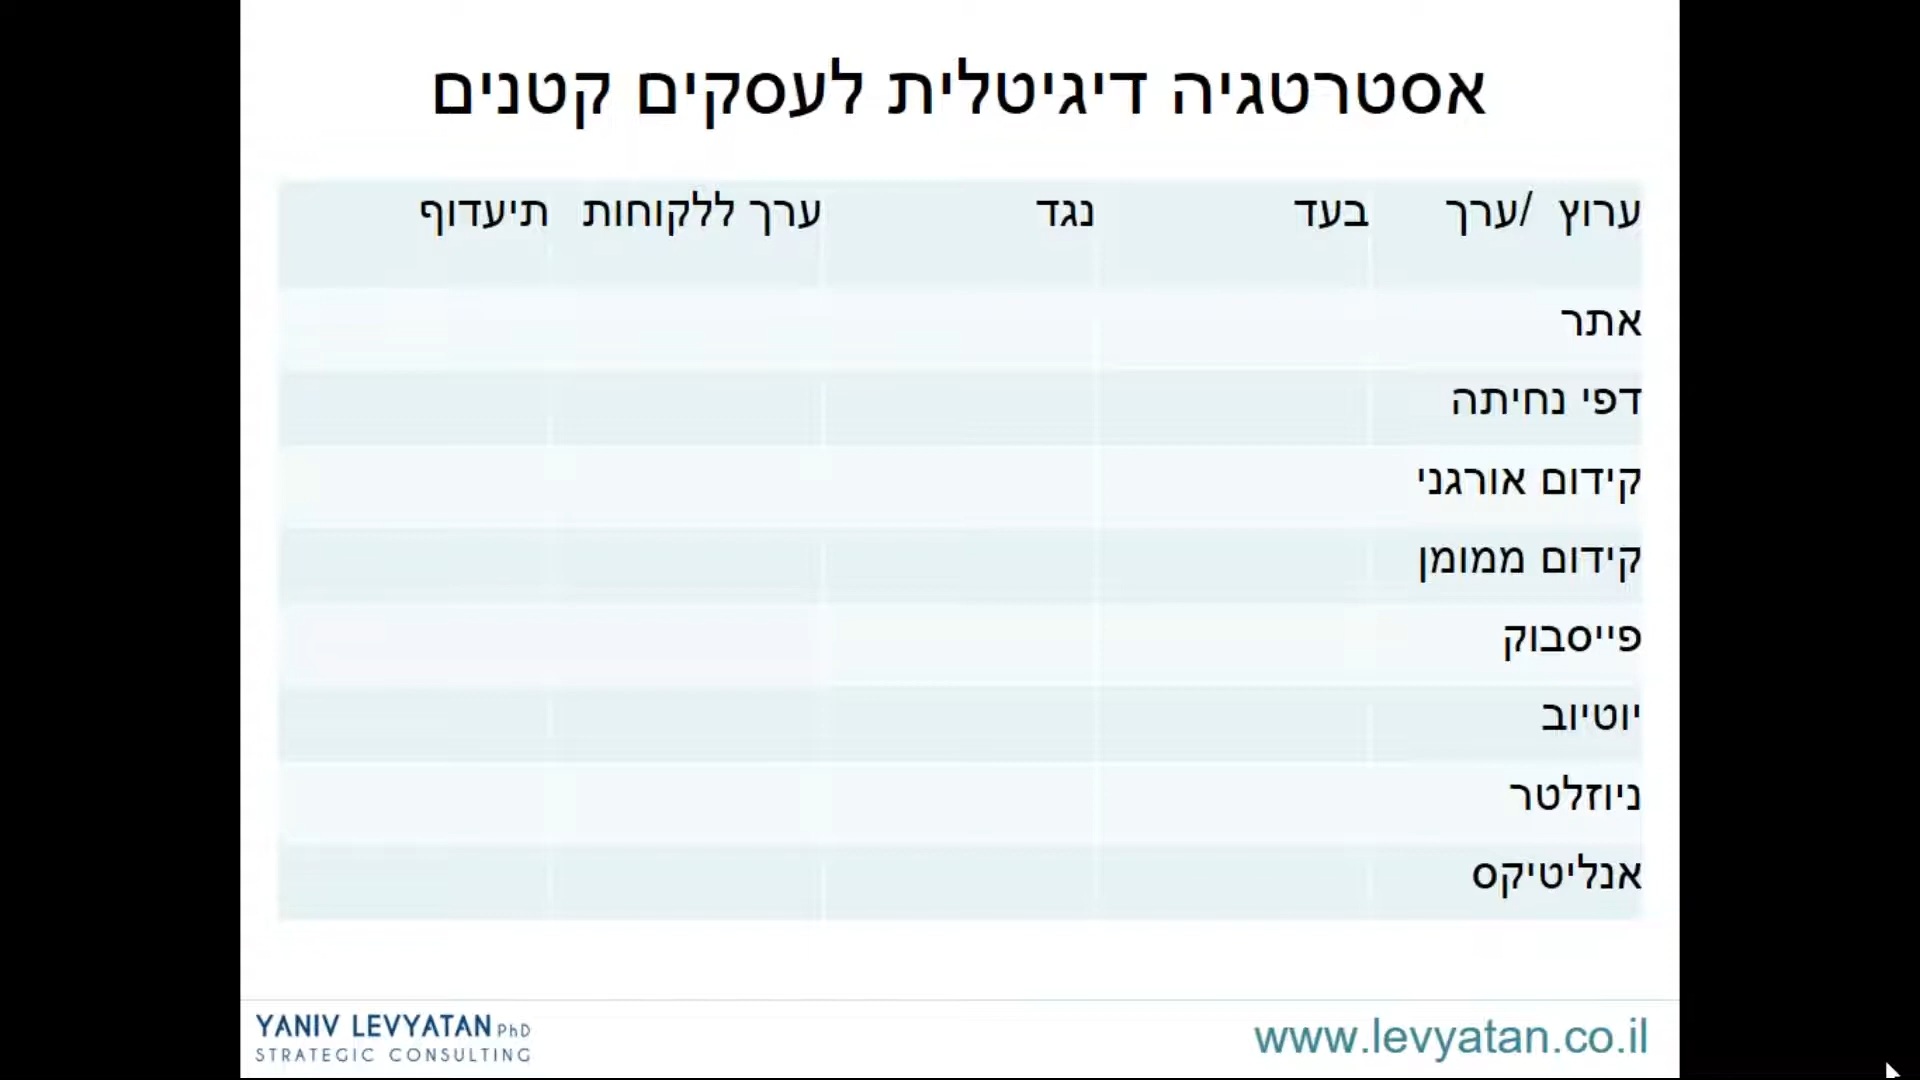 אסטרטגיה דיגיטלית לעסקים קטנים
ערוץ /ערך בעד נגד ערך ללקוחות תיעדוף
אתר
דפי נחיתה
קידום אורגני
קידום ממומן
פייסבוק
יוטיוב
ניוזלטר
אנליטיקס
YANIV LEVYATAN PhD
STRATEGIC CONSULTING
www.levyatan.co.il